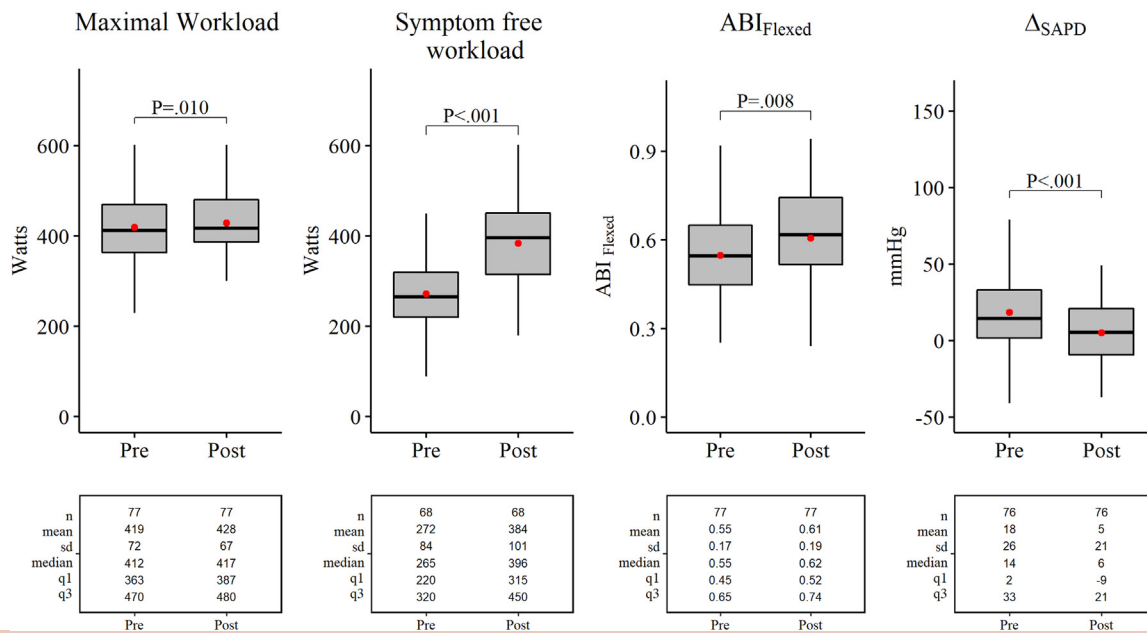 Maximal Workload
P=.010
600
400
200
0
Watts
Pre Post
n 77 77
mean 419 428
sd 72 67
median 412 417
q1 363 387
q3 470 480
Pre Post
Symptom free
workload
P<.001
600
400
200
0
Watts
Pre Post
n 68 68
mean 272 384
sd 84 101
median 265 396
q1 220 315
q3 320 450
Pre Post
ABIFlexed
P=.008
0.9
0.6
0.3
0.0
ABI Flexed
Pre Post
n 77 77
mean 0.55 0.61
sd 0.17 0.19
median 0.55 0.62
q1 0.45 0.52
q3 0.65 0.74
Pre Post
ΔSAPD
P<.001
150
100
50
0
-50
mmHg
Pre Post
n 76 76
mean 18 5
sd 26 21
median 14 6
q1 2 -9
q3 33 21
Pre Post